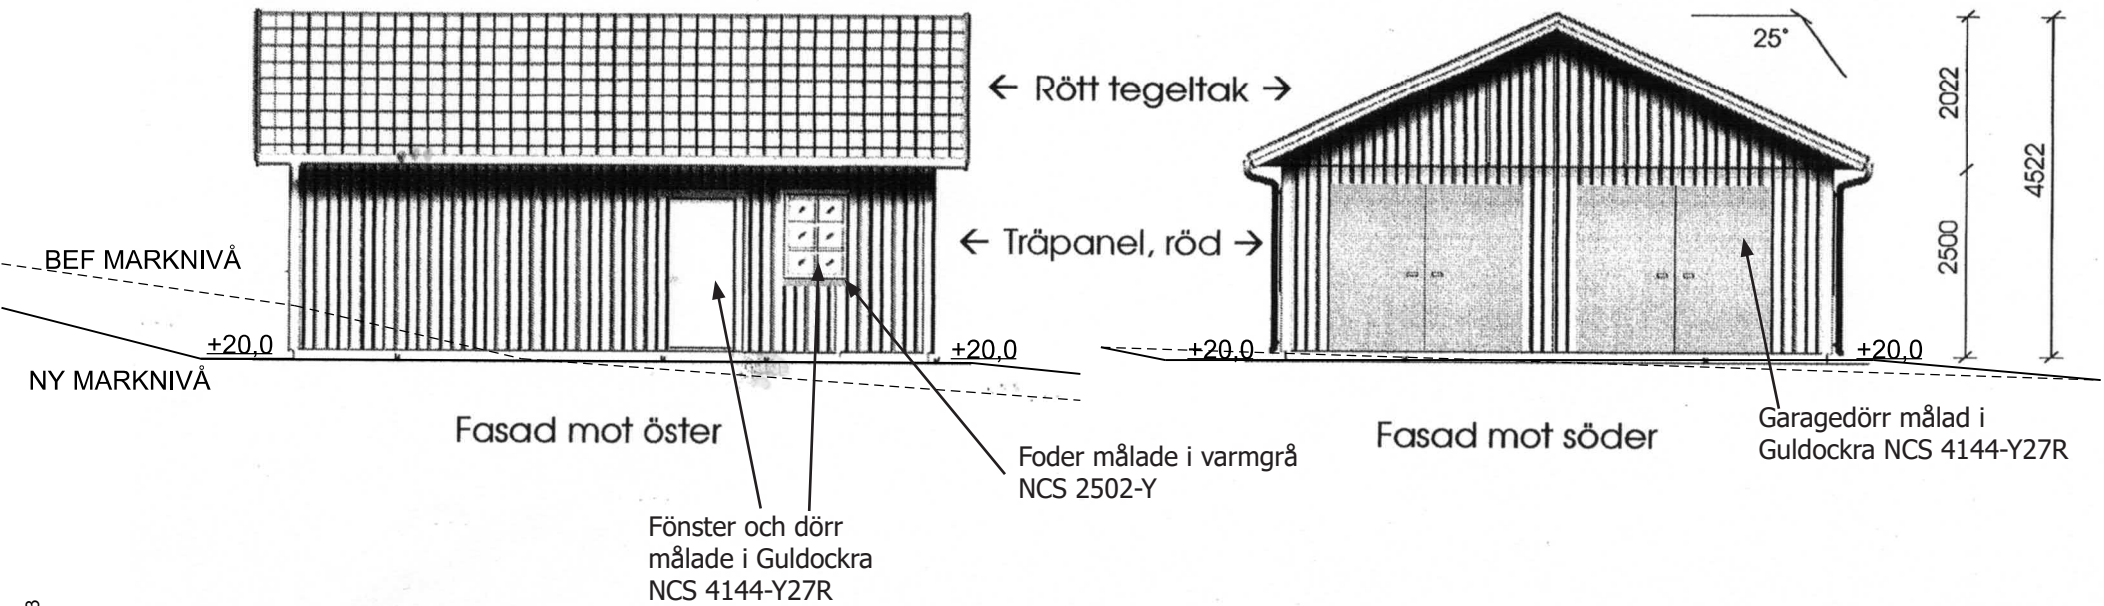 25°
← Rött tegeltak →
2022
4522
BEF MARKNIVÅ
← Träpanel, röd →
2500
+20,0
+20,0
+20,0
+20,0
NY MARKNIVÅ
Fasad mot öster
Fasad mot söder
Garagedörr målad i
Guldockra NCS 4144-Y27R
Foder målade i varmgrå
NCS 2502-Y
Fönster och dörr
målade i Guldockra
NCS 4144-Y27R